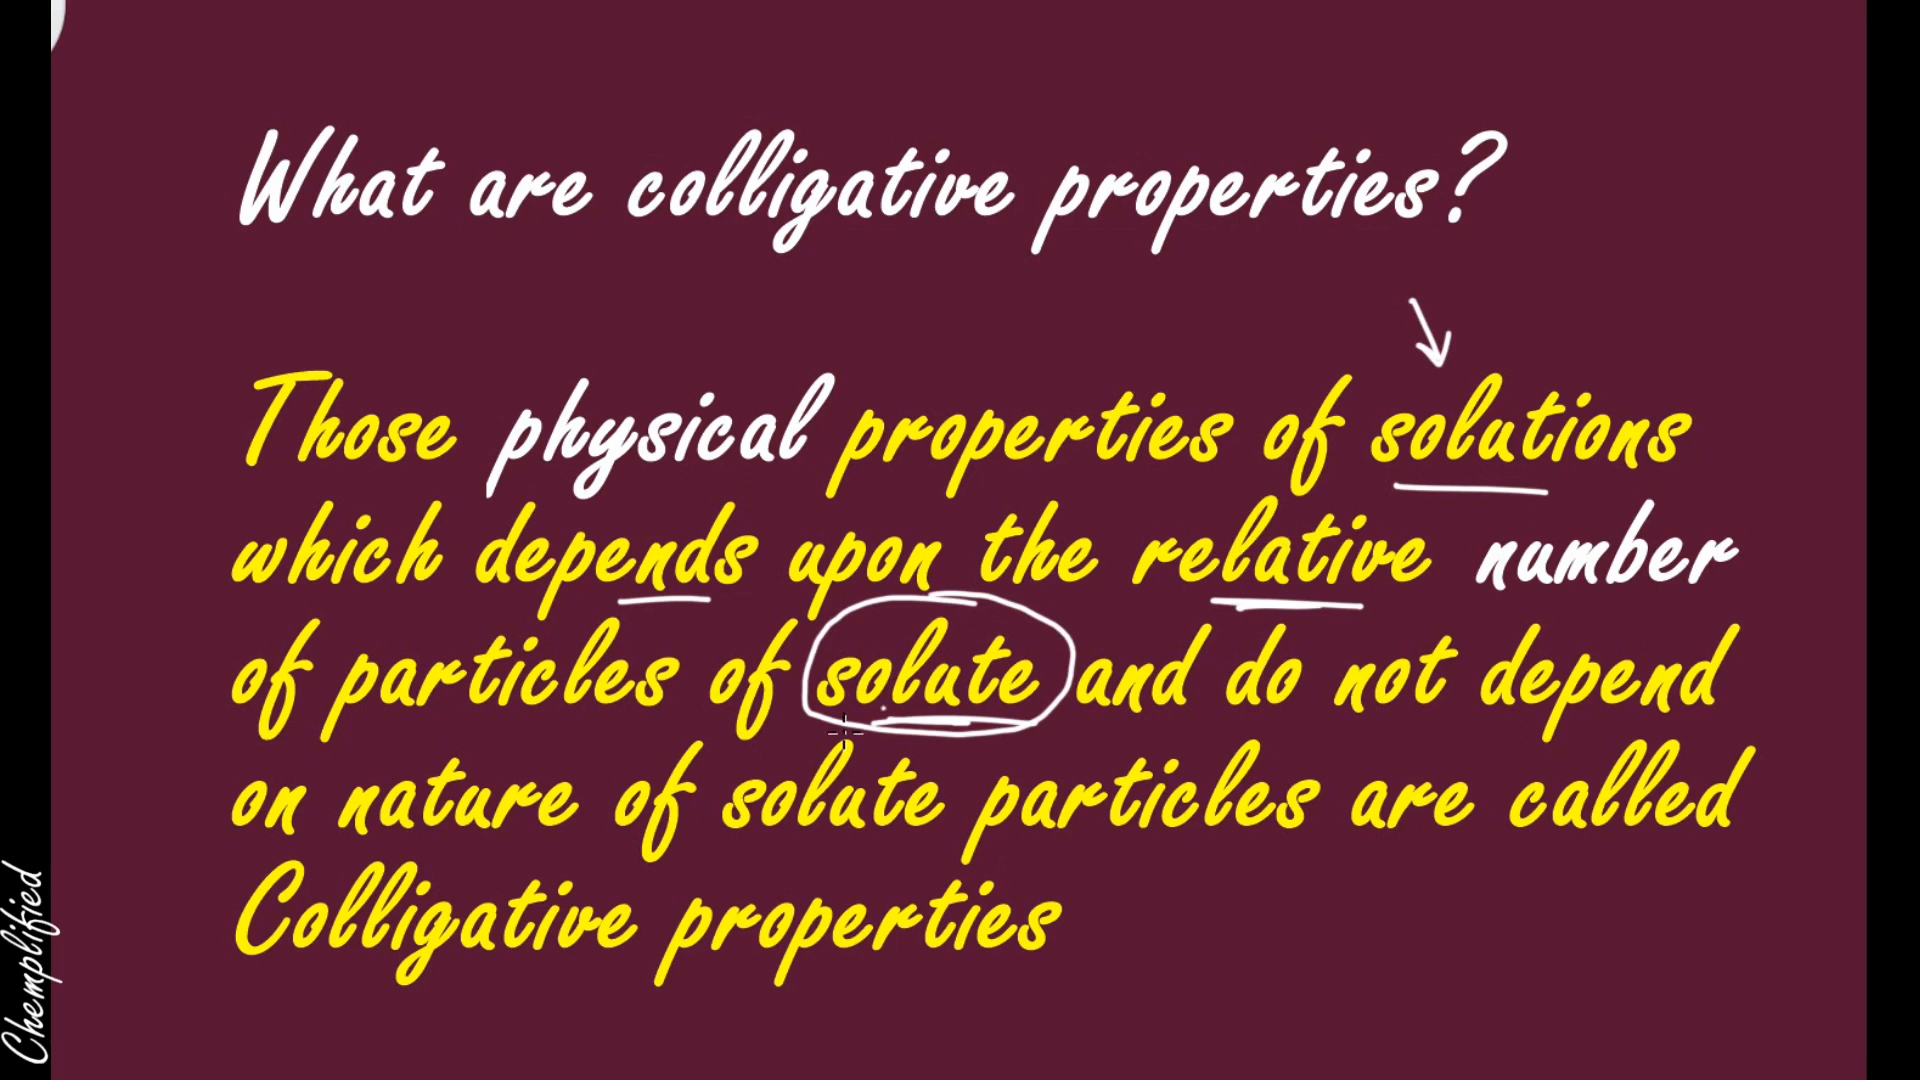 What are colligative properties?
Those physical properties of solutions
which depends upon the relative number
of particles of solute and do not depend
on nature of solute particles are called
Colligative properties
Chemplified